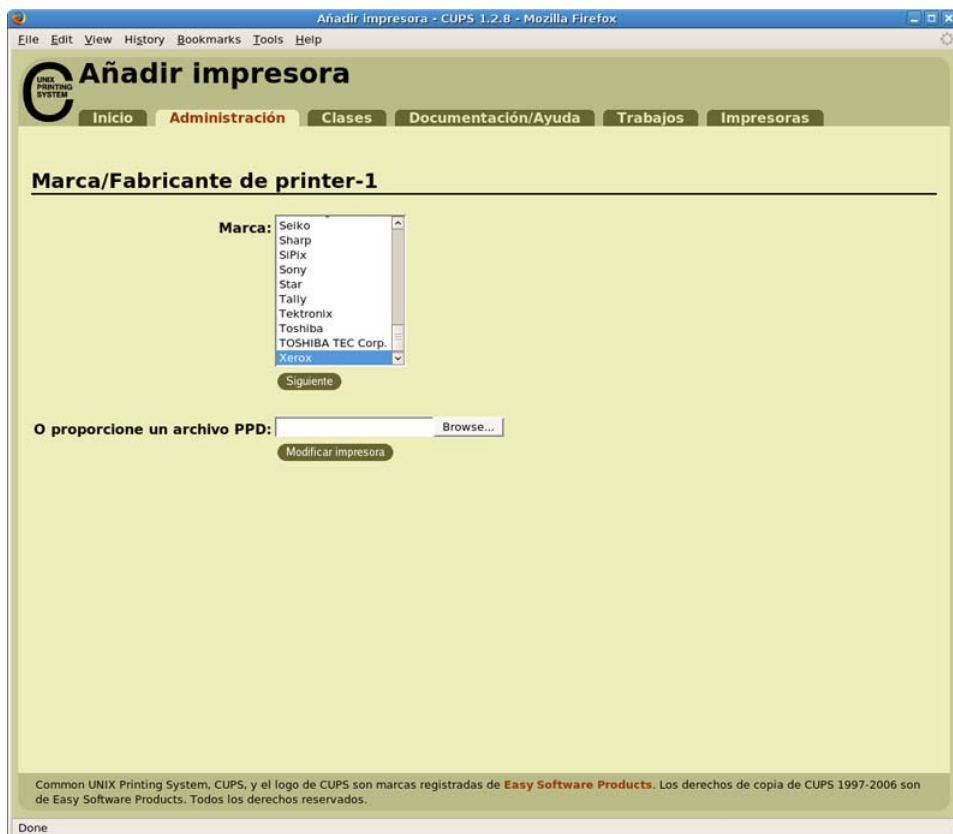 Añadir impresora - CUPS 1.2.8 - Mozilla Firefox
File Edit View History Bookmarks Tools Help
UNIX
PRINTING
SYSTEM
Añadir impresora
Inicio Administración Clases Documentación/Ayuda Trabajos Impresoras
Marca/Fabricante de printer-1
Marca:
Seiko
Sharp
SiPix
Sony
Star
Tally
Tektronix
Toshiba
TOSHIBA TEC Corp.
Xerox
Siguiente
O proporcione un archivo PPD:
Browse...
Modificar impresora
Common UNIX Printing System, CUPS, y el logo de CUPS son marcas registradas de Easy Software Products. Los derechos de copia de CUPS 1997-2006 son
de Easy Software Products. Todos los derechos reservados.
Done